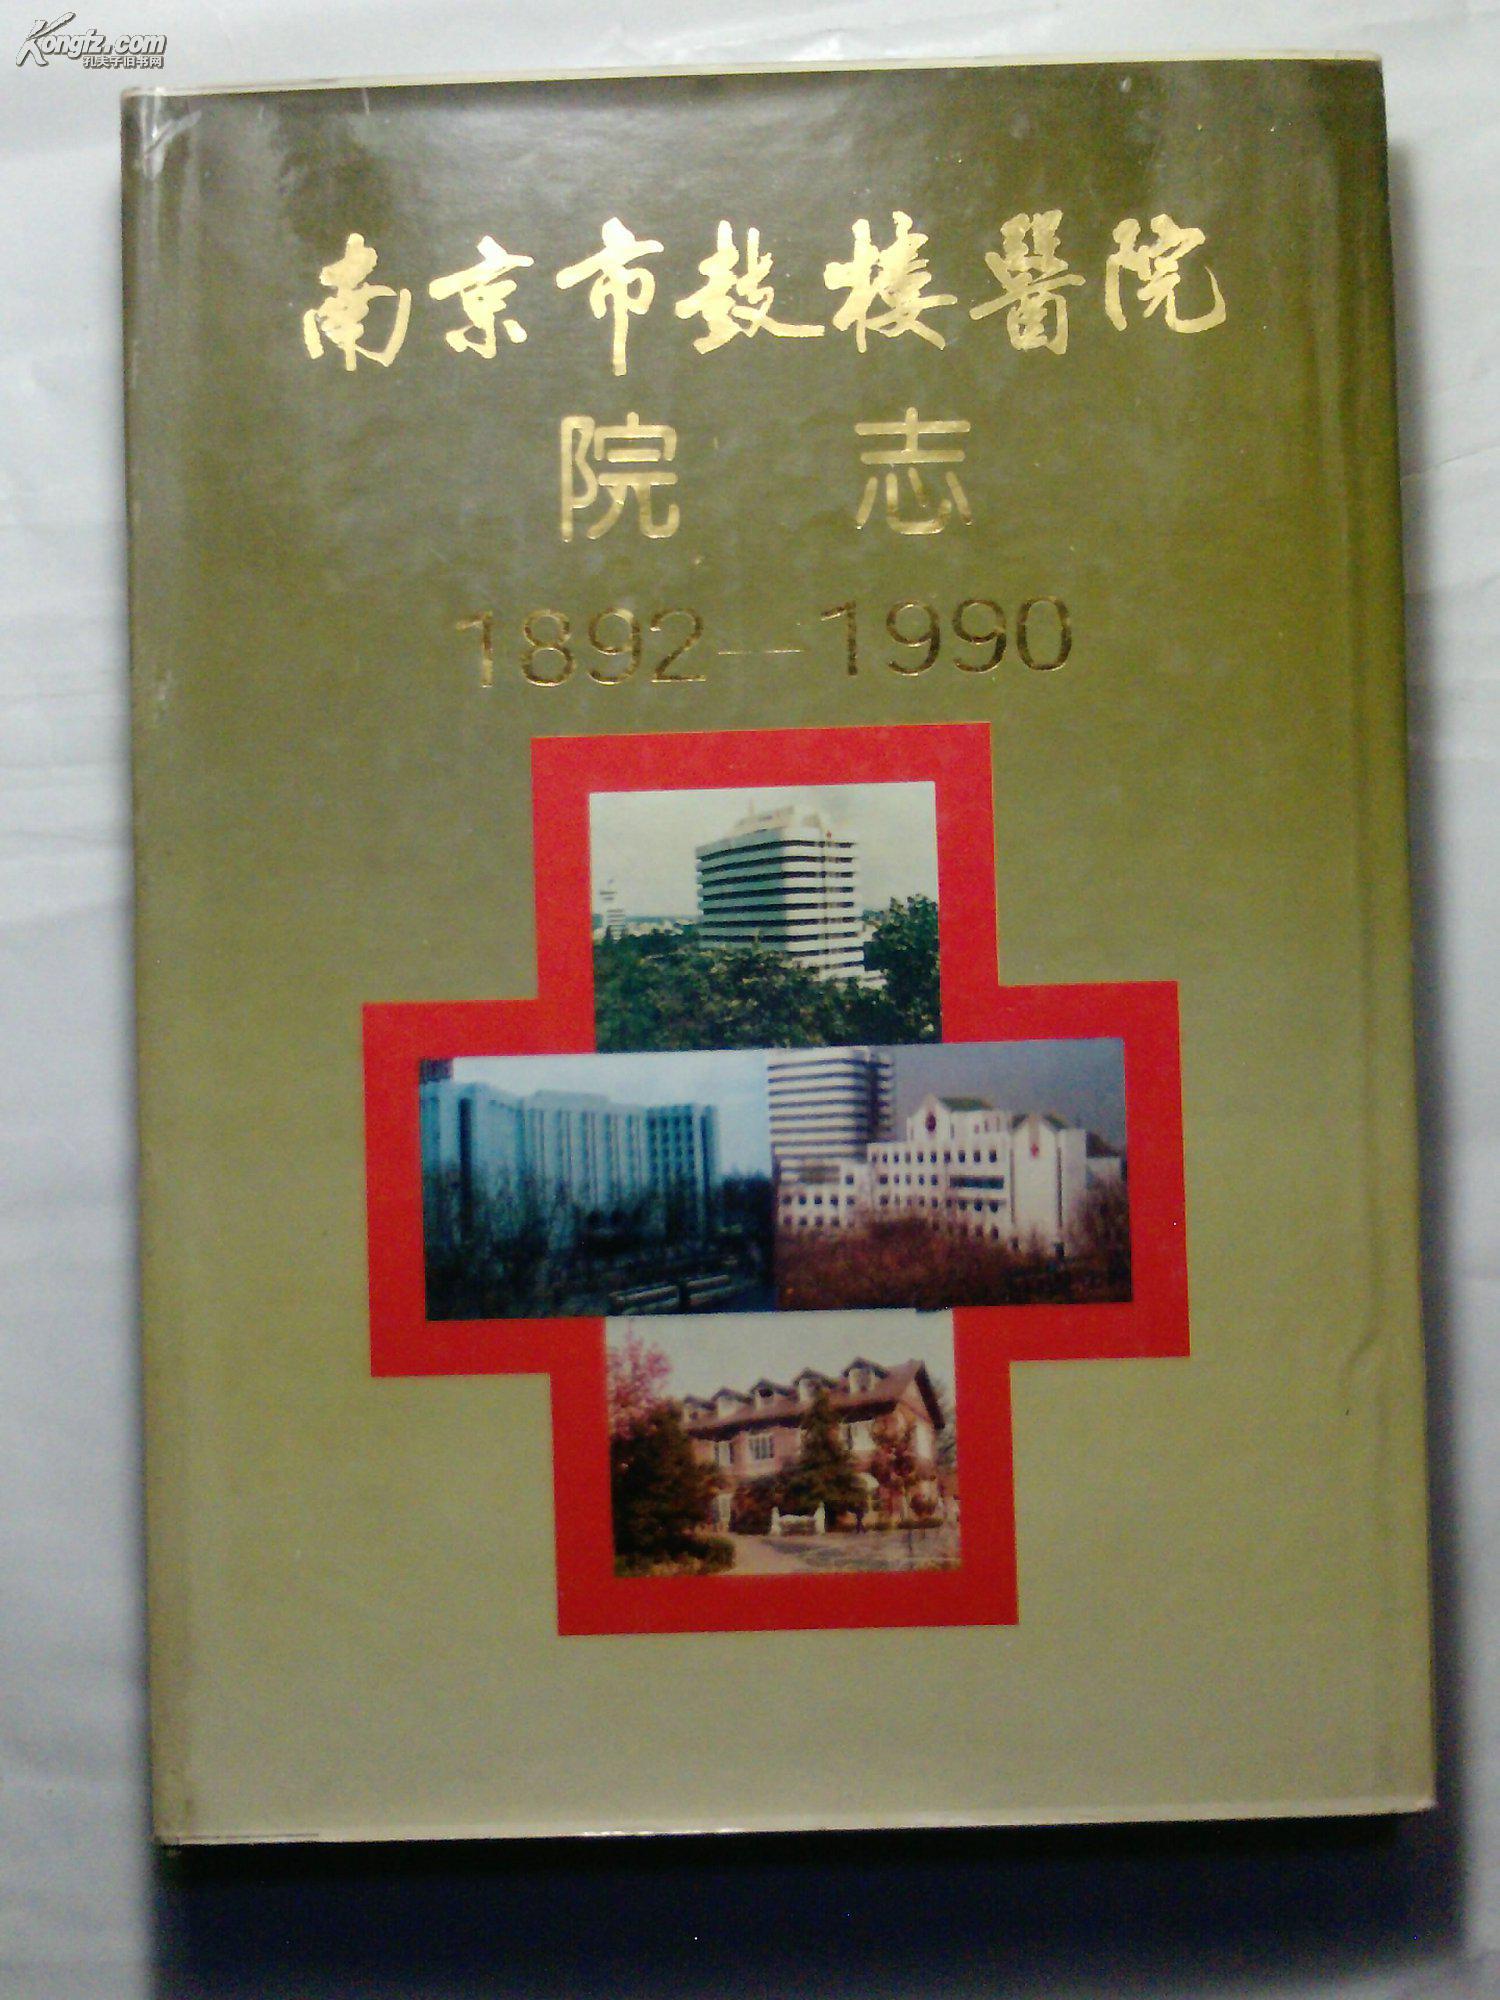 Kongfz.com
孔夫子旧书网
南京市鼓楼醫院
院 志
1892—1990